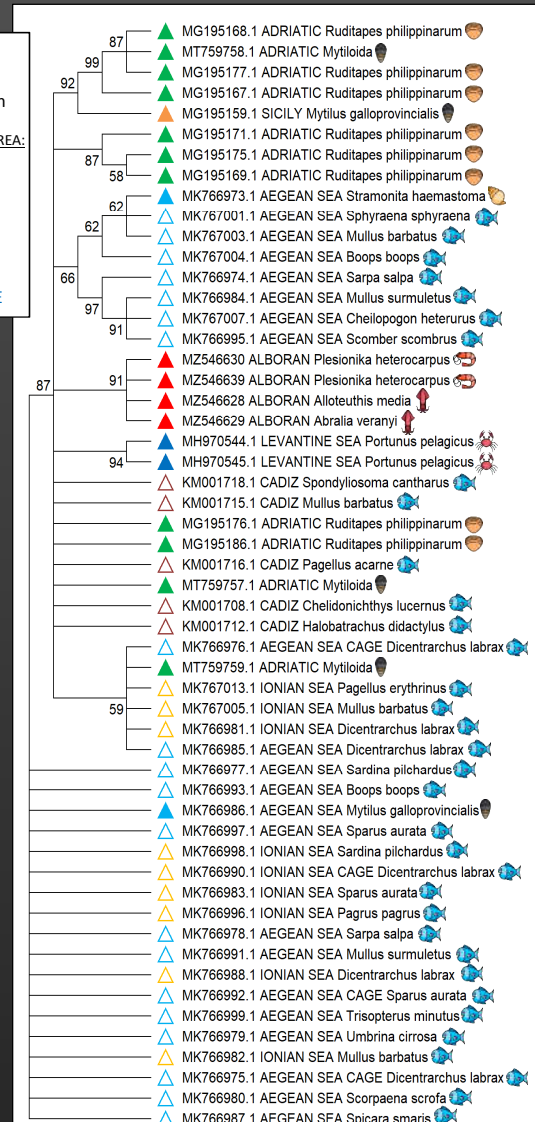 n
REA:
E
87
99
92
87
58
62
62
66
97
91
87
91
94
59
MG195168.1 ADRIATIC Ruditapes philippinarum
MT759758.1 ADRIATIC Mytiloida
MG195177.1 ADRIATIC Ruditapes philippinarum
MG195167.1 ADRIATIC Ruditapes philippinarum
MG195159.1 SICILY Mytilus galloprovincialis
MG195171.1 ADRIATIC Ruditapes philippinarum
MG195175.1 ADRIATIC Ruditapes philippinarum
MG195169.1 ADRIATIC Ruditapes philippinarum
MK766973.1 AEGEAN SEA Stramonita haemastoma
MK767001.1 AEGEAN SEA Sphyraena sphyraena
MK767003.1 AEGEAN SEA Mullus barbatus
MK767004.1 AEGEAN SEA Boops boops
MK766974.1 AEGEAN SEA Sarpa salpa
MK766984.1 AEGEAN SEA Mullus surmuletus
MK767007.1 AEGEAN SEA Cheilopogon heterurus
MK766995.1 AEGEAN SEA Scomber scombrus
MZ546630 ALBORAN Plesionika heterocarpus
MZ546639 ALBORAN Plesionika heterocarpus
MZ546628 ALBORAN Alloteuthis media
MZ546629 ALBORAN Abralia veranyi
MH970544.1 LEVANTINE SEA Portunus pelagicus
MH970545.1 LEVANTINE SEA Portunus pelagicus
KM001718.1 CADIZ Spondyliosoma cantharus
KM001715.1 CADIZ Mullus barbatus
MG195176.1 ADRIATIC Ruditapes philippinarum
MG195186.1 ADRIATIC Ruditapes philippinarum
KM001716.1 CADIZ Pagellus acarne
MT759757.1 ADRIATIC Mytiloida
KM001708.1 CADIZ Chelidonichthys lucernus
KM001712.1 CADIZ Halobatrachus didactylus
MK766976.1 AEGEAN SEA CAGE Dicentrarchus labrax
MT759759.1 ADRIATIC Mytiloida
MK767013.1 IONIAN SEA Pagellus erythrinus
MK767005.1 IONIAN SEA Mullus barbatus
MK766981.1 IONIAN SEA Dicentrarchus labrax
MK766985.1 AEGEAN SEA Dicentrarchus labrax
MK766977.1 AEGEAN SEA Sardina pilchardus
MK766993.1 AEGEAN SEA Boops boops
MK766986.1 AEGEAN SEA Mytilus galloprovincialis
MK766997.1 AEGEAN SEA Sparus aurata
MK766998.1 IONIAN SEA Sardina pilchardus
MK766990.1 IONIAN SEA CAGE Dicentrarchus labrax
MK766983.1 IONIAN SEA Sparus aurata
MK766996.1 IONIAN SEA Pagrus pagrus
MK766978.1 AEGEAN SEA Sarpa salpa
MK766991.1 AEGEAN SEA Mullus surmuletus
MK766988.1 IONIAN SEA Dicentrarchus labrax
MK766992.1 AEGEAN SEA CAGE Sparus aurata
MK766999.1 AEGEAN SEA Trisopterus minutus
MK766979.1 AEGEAN SEA Umbrina cirrosa
MK766982.1 IONIAN SEA Mullus barbatus
MK766975.1 AEGEAN SEA CAGE Dicentrarchus labrax
MK766980.1 AEGEAN SEA Scorpaena scrofa
MK766987.1 AEGEAN SEA Spicara smaris